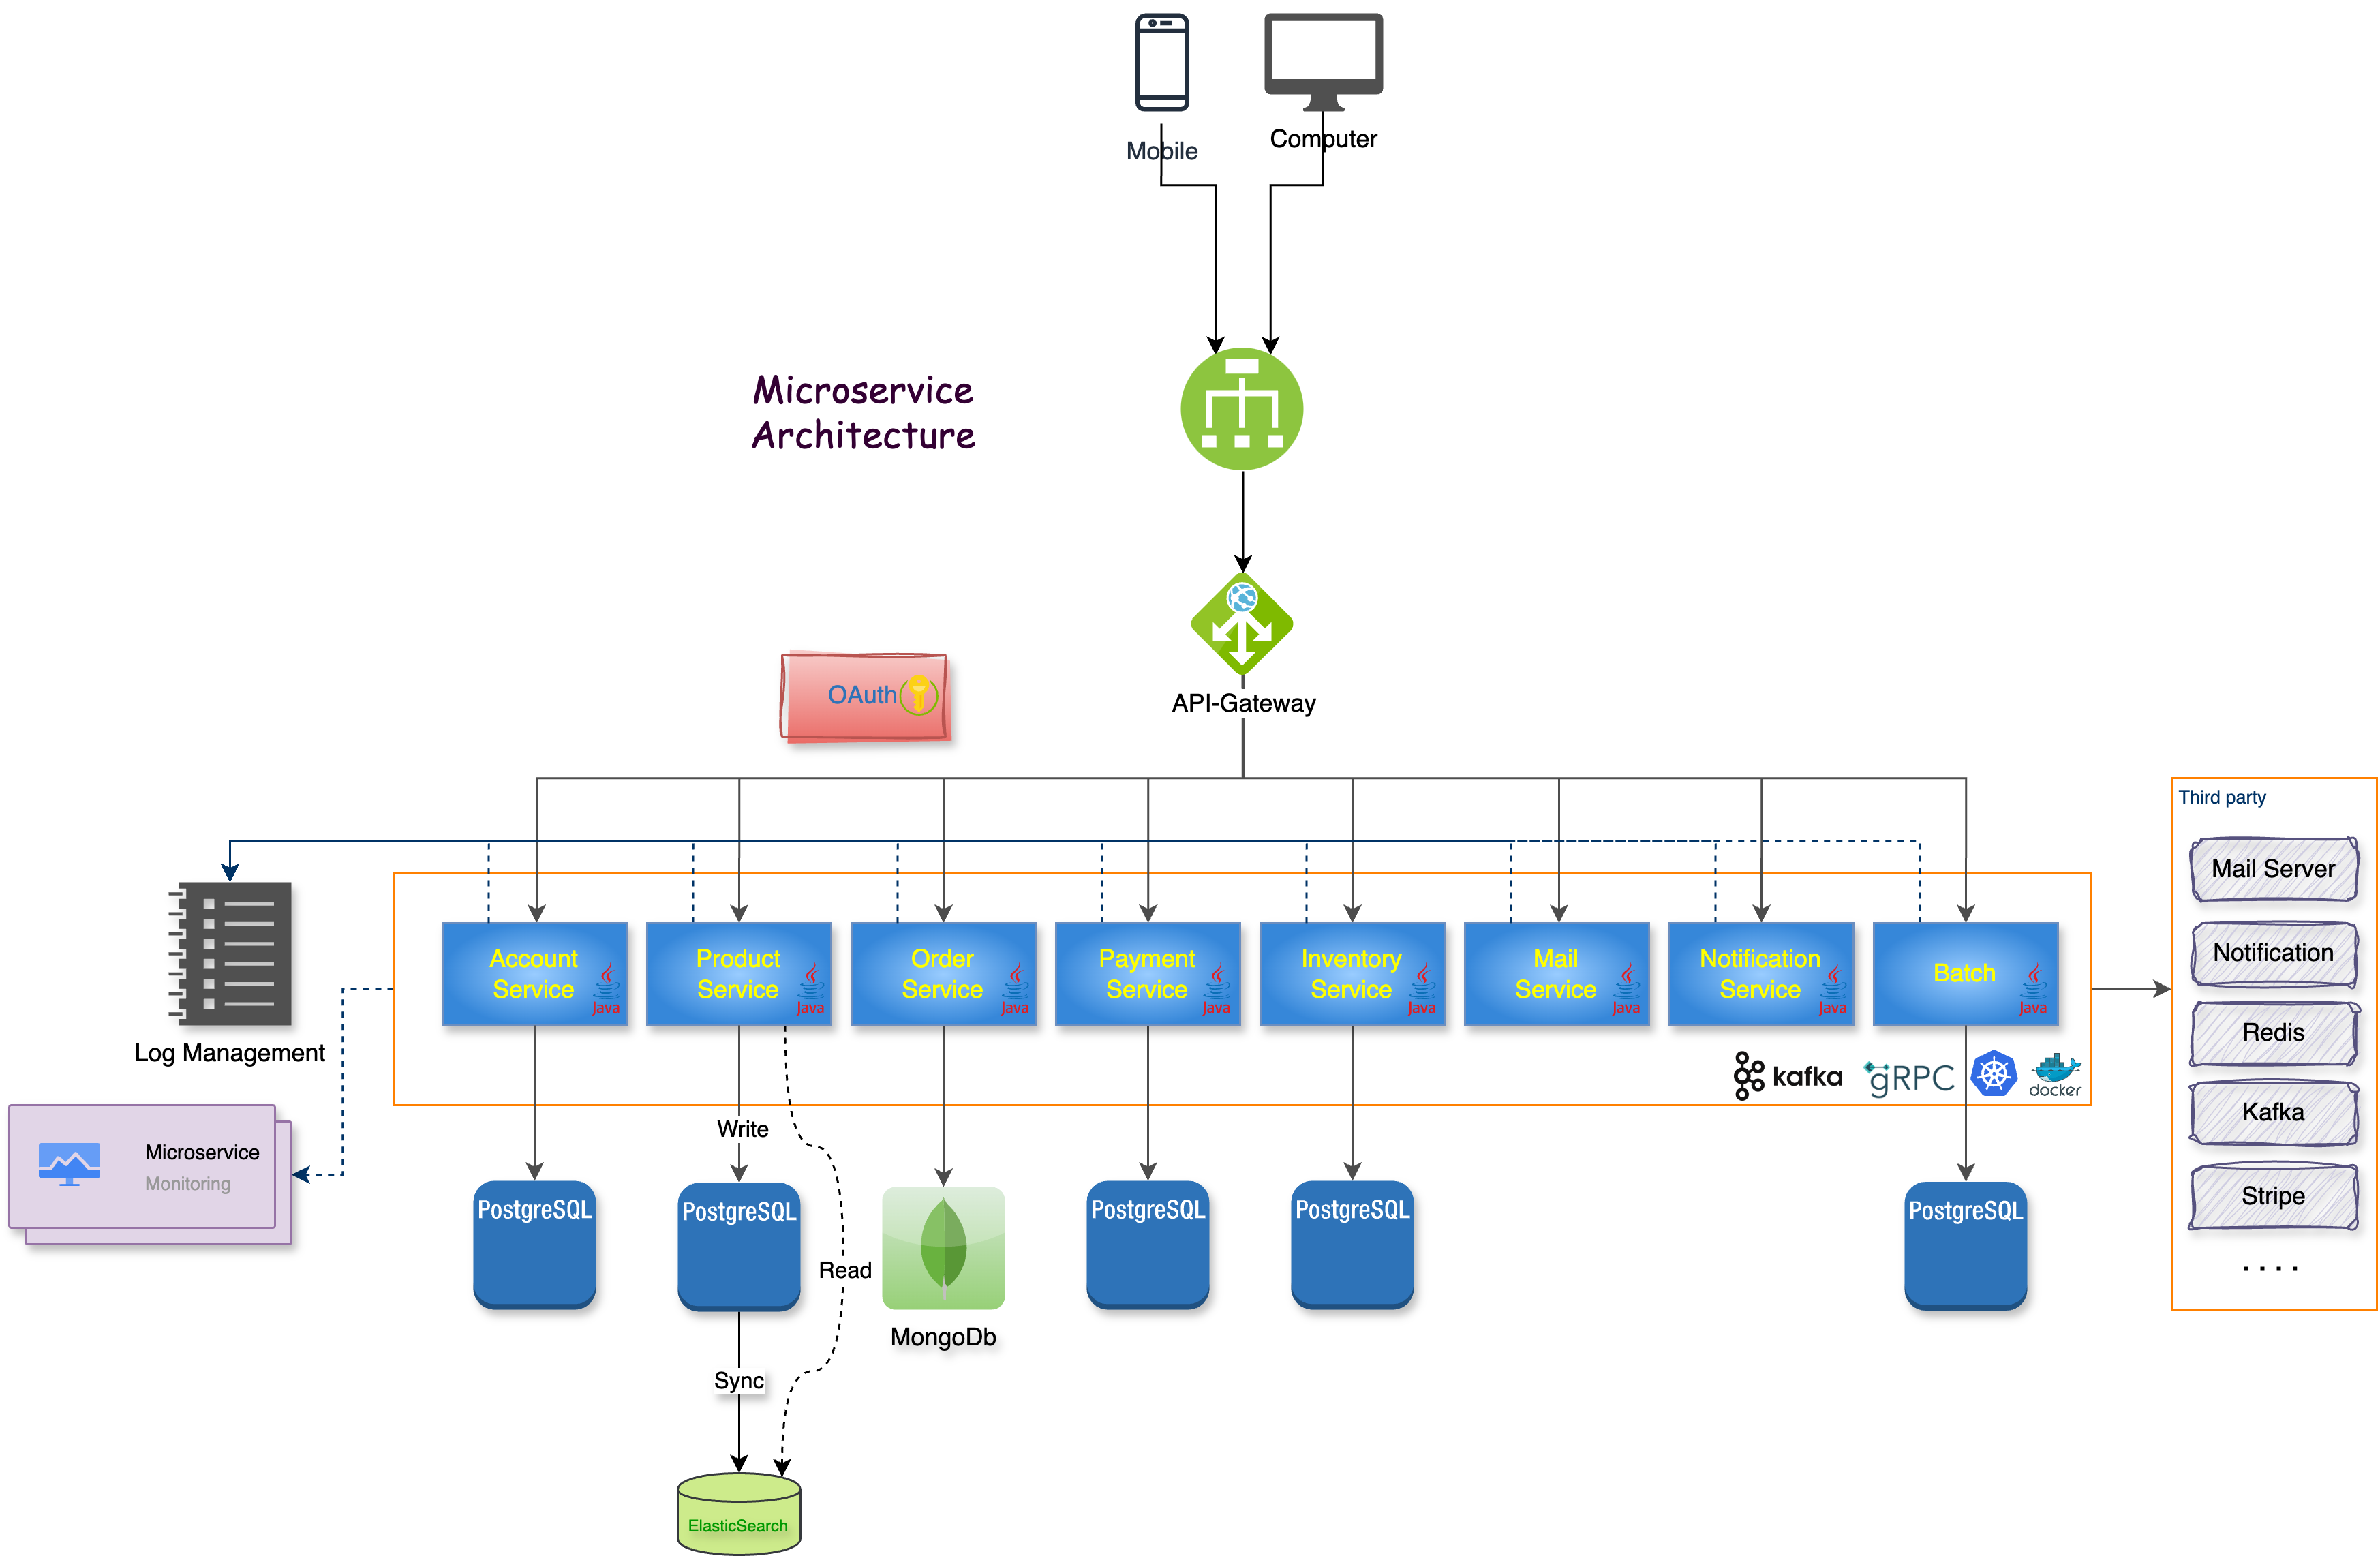 Mobile
Computer
Microservice
Architecture
OAuth
API-Gateway
Third party
Mail Server
Notification
Redis
Kafka
Stripe
. . . .
Log Management
Account
Service
Java
Product
Service
Java
Order
Service
Java
Payment
Service
Java
Inventory
Service
Java
Mail
Service
Java
Notification
Service
Java
Batch
Java
kafka
gRPC
docker
Microservice
Monitoring
Write
Read
PostgreSQL
PostgreSQL
MongoDb
PostgreSQL
PostgreSQL
PostgreSQL
Sync
ElasticSearch